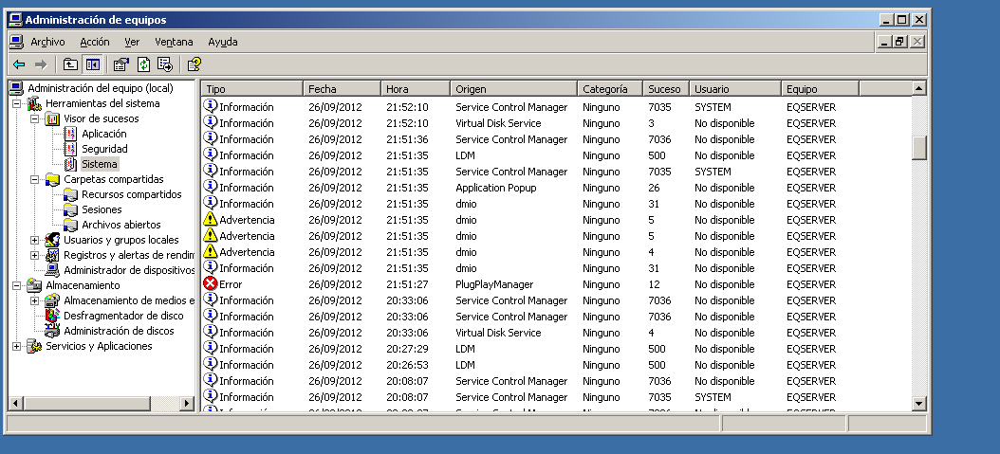 Administración de equipos
Archivo Acción Ver Ventana Ayuda
Administración del equipo (local)
Herramientas del sistema
Visor de sucesos
Aplicación
Seguridad
Sistema
Carpetas compartidas
Recursos compartidos
Sesiones
Archivos abiertos
Usuarios y grupos locales
Registros y alertas de rendim
Administrador de dispositivos
Almacenamiento
Almacenamiento de medios e
Desfragmentador de disco
Administración de discos
Servicios y Aplicaciones
Tipo Fecha Hora Origen Categoría Suceso Usuario Equipo
Información 26/09/2012 21:52:10 Service Control Manager Ninguno 7035 SYSTEM EQSERVER
Información 26/09/2012 21:52:10 Virtual Disk Service Ninguno 3 No disponible EQSERVER
Información 26/09/2012 21:51:36 Service Control Manager Ninguno 7036 No disponible EQSERVER
Información 26/09/2012 21:51:35 LDM Ninguno 500 No disponible EQSERVER
Información 26/09/2012 21:51:35 Service Control Manager Ninguno 7035 SYSTEM EQSERVER
Información 26/09/2012 21:51:35 Application Popup Ninguno 26 No disponible EQSERVER
Información 26/09/2012 21:51:35 dmio Ninguno 31 No disponible EQSERVER
Advertencia 26/09/2012 21:51:35 dmio Ninguno 5 No disponible EQSERVER
Advertencia 26/09/2012 21:51:35 dmio Ninguno 5 No disponible EQSERVER
Advertencia 26/09/2012 21:51:35 dmio Ninguno 4 No disponible EQSERVER
Información 26/09/2012 21:51:35 dmio Ninguno 31 No disponible EQSERVER
Error 26/09/2012 21:51:27 PlugPlayManager Ninguno 12 No disponible EQSERVER
Información 26/09/2012 20:33:06 Service Control Manager Ninguno 7036 No disponible EQSERVER
Información 26/09/2012 20:33:06 Service Control Manager Ninguno 7036 No disponible EQSERVER
Información 26/09/2012 20:33:06 Virtual Disk Service Ninguno 4 No disponible EQSERVER
Información 26/09/2012 20:27:29 LDM Ninguno 500 No disponible EQSERVER
Información 26/09/2012 20:26:53 LDM Ninguno 500 No disponible EQSERVER
Información 26/09/2012 20:08:07 Service Control Manager Ninguno 7036 No disponible EQSERVER
Información 26/09/2012 20:08:07 Service Control Manager Ninguno 7035 SYSTEM EQSERVER